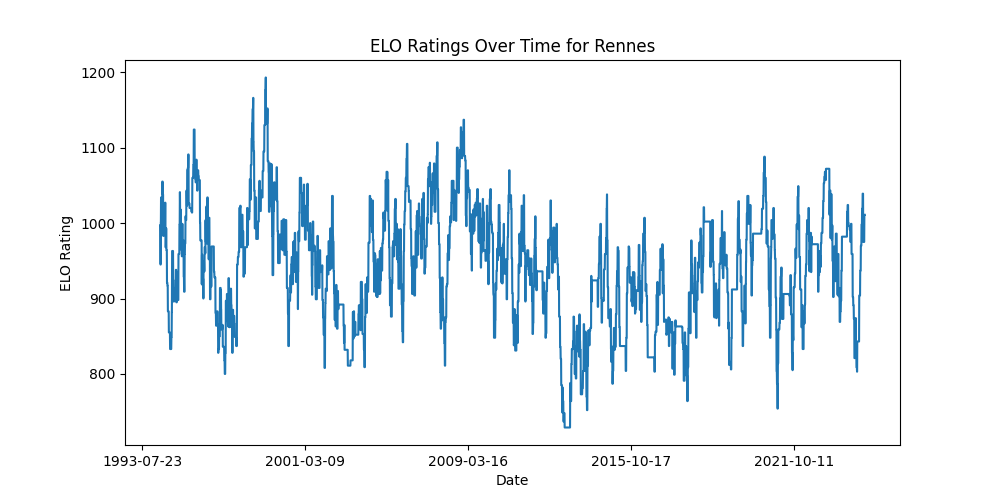 ELO Ratings Over Time for Rennes
1200
1100
1000
900
800
ELO Rating
1993-07-23 2001-03-09 2009-03-16 2015-10-17 2021-10-11
Date